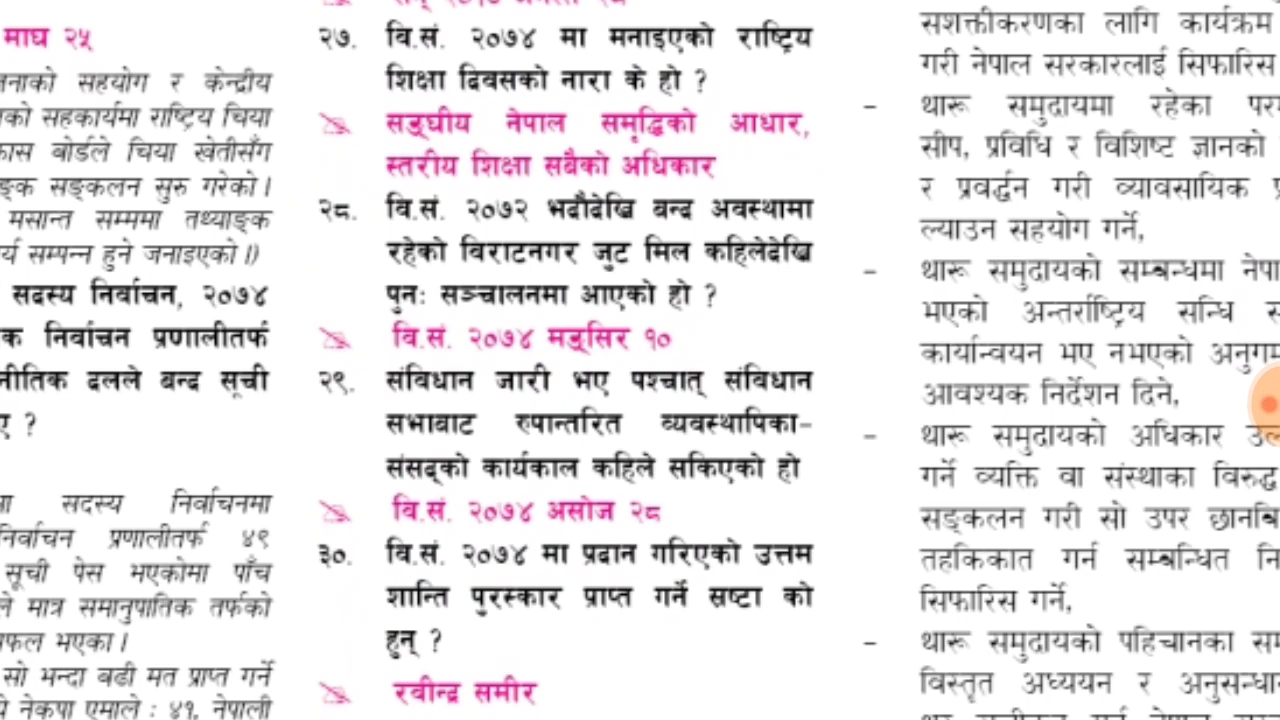 माघ २५
जनाको सहयोग र केन्द्रीय
को सहकार्यमा राष्ट्रिय चिया
कास बोर्डले चिया खेतीसँग
ङ्क सङ्कलन सुरु गरेको।
मसान्त सम्ममा तथ्याङ्क
र्य सम्पन्न हुने जनाइएको।)
सदस्य निर्वाचन, २०७४
क निर्वाचन प्रणालीतर्फ
नीतिक दलले बन्द सूची
ए ?
सदस्य निर्वाचनमा
निर्वाचन प्रणालीतर्फ ४९
सूची पेस भएकोमा पाँच
ले मात्र समानुपातिक तर्फको
फल भएका।
सो भन्दा बढी मत प्राप्त गर्ने
नेकपा एमाले : ४१, नेपाली
२७. वि.सं. २०७४ मा मनाइएको राष्ट्रिय
शिक्षा दिवसको नारा के हो ?
सङ्घीय नेपाल समृद्धिको आधार,
स्तरीय शिक्षा सबैको अधिकार
२८. वि.सं. २०७२ भदौदेखि बन्द अवस्थामा
रहेको विराटनगर जुट मिल कहिलेदेखि
पुनः सञ्चालनमा आएको हो ?
वि.सं. २०७४ मङ्सिर १०
२९. संविधान जारी भए पश्चात् संविधान
सभाबाट रुपान्तरित व्यवस्थापिका-
संसद्को कार्यकाल कहिले सकिएको हो
वि.सं. २०७४ असोज २८
३०. वि.सं. २०७४ मा प्रदान गरिएको उत्तम
शान्ति पुरस्कार प्राप्त गर्ने स्रष्टा को
हुन् ?
रवीन्द्र समीर
सशक्तीकरणका लागि कार्यक्रम
गरी नेपाल सरकारलाई सिफारिस
- थारू समुदायमा रहेका
सीप, प्रविधि र विशिष्ट ज्ञानको
र प्रवर्द्धन गरी व्यावसायिक
ल्याउन सहयोग गर्ने,
- थारू समुदायको सम्बन्धमा नेपा
भएको अन्तर्राष्ट्रिय सन्धि
कार्यान्वयन भए नभएको अनुगम
आवश्यक निर्देशन दिने,
- थारू समुदायको अधिकार
गर्ने व्यक्ति वा संस्थाका विरुद्ध
सङ्कलन गरी सो उपर छानबि
तहकिकात गर्न सम्बन्धित नि
सिफारिस गर्ने,
- थारू समुदायको पहिचानका
विस्तृत अध्ययन र अनुसन्धान